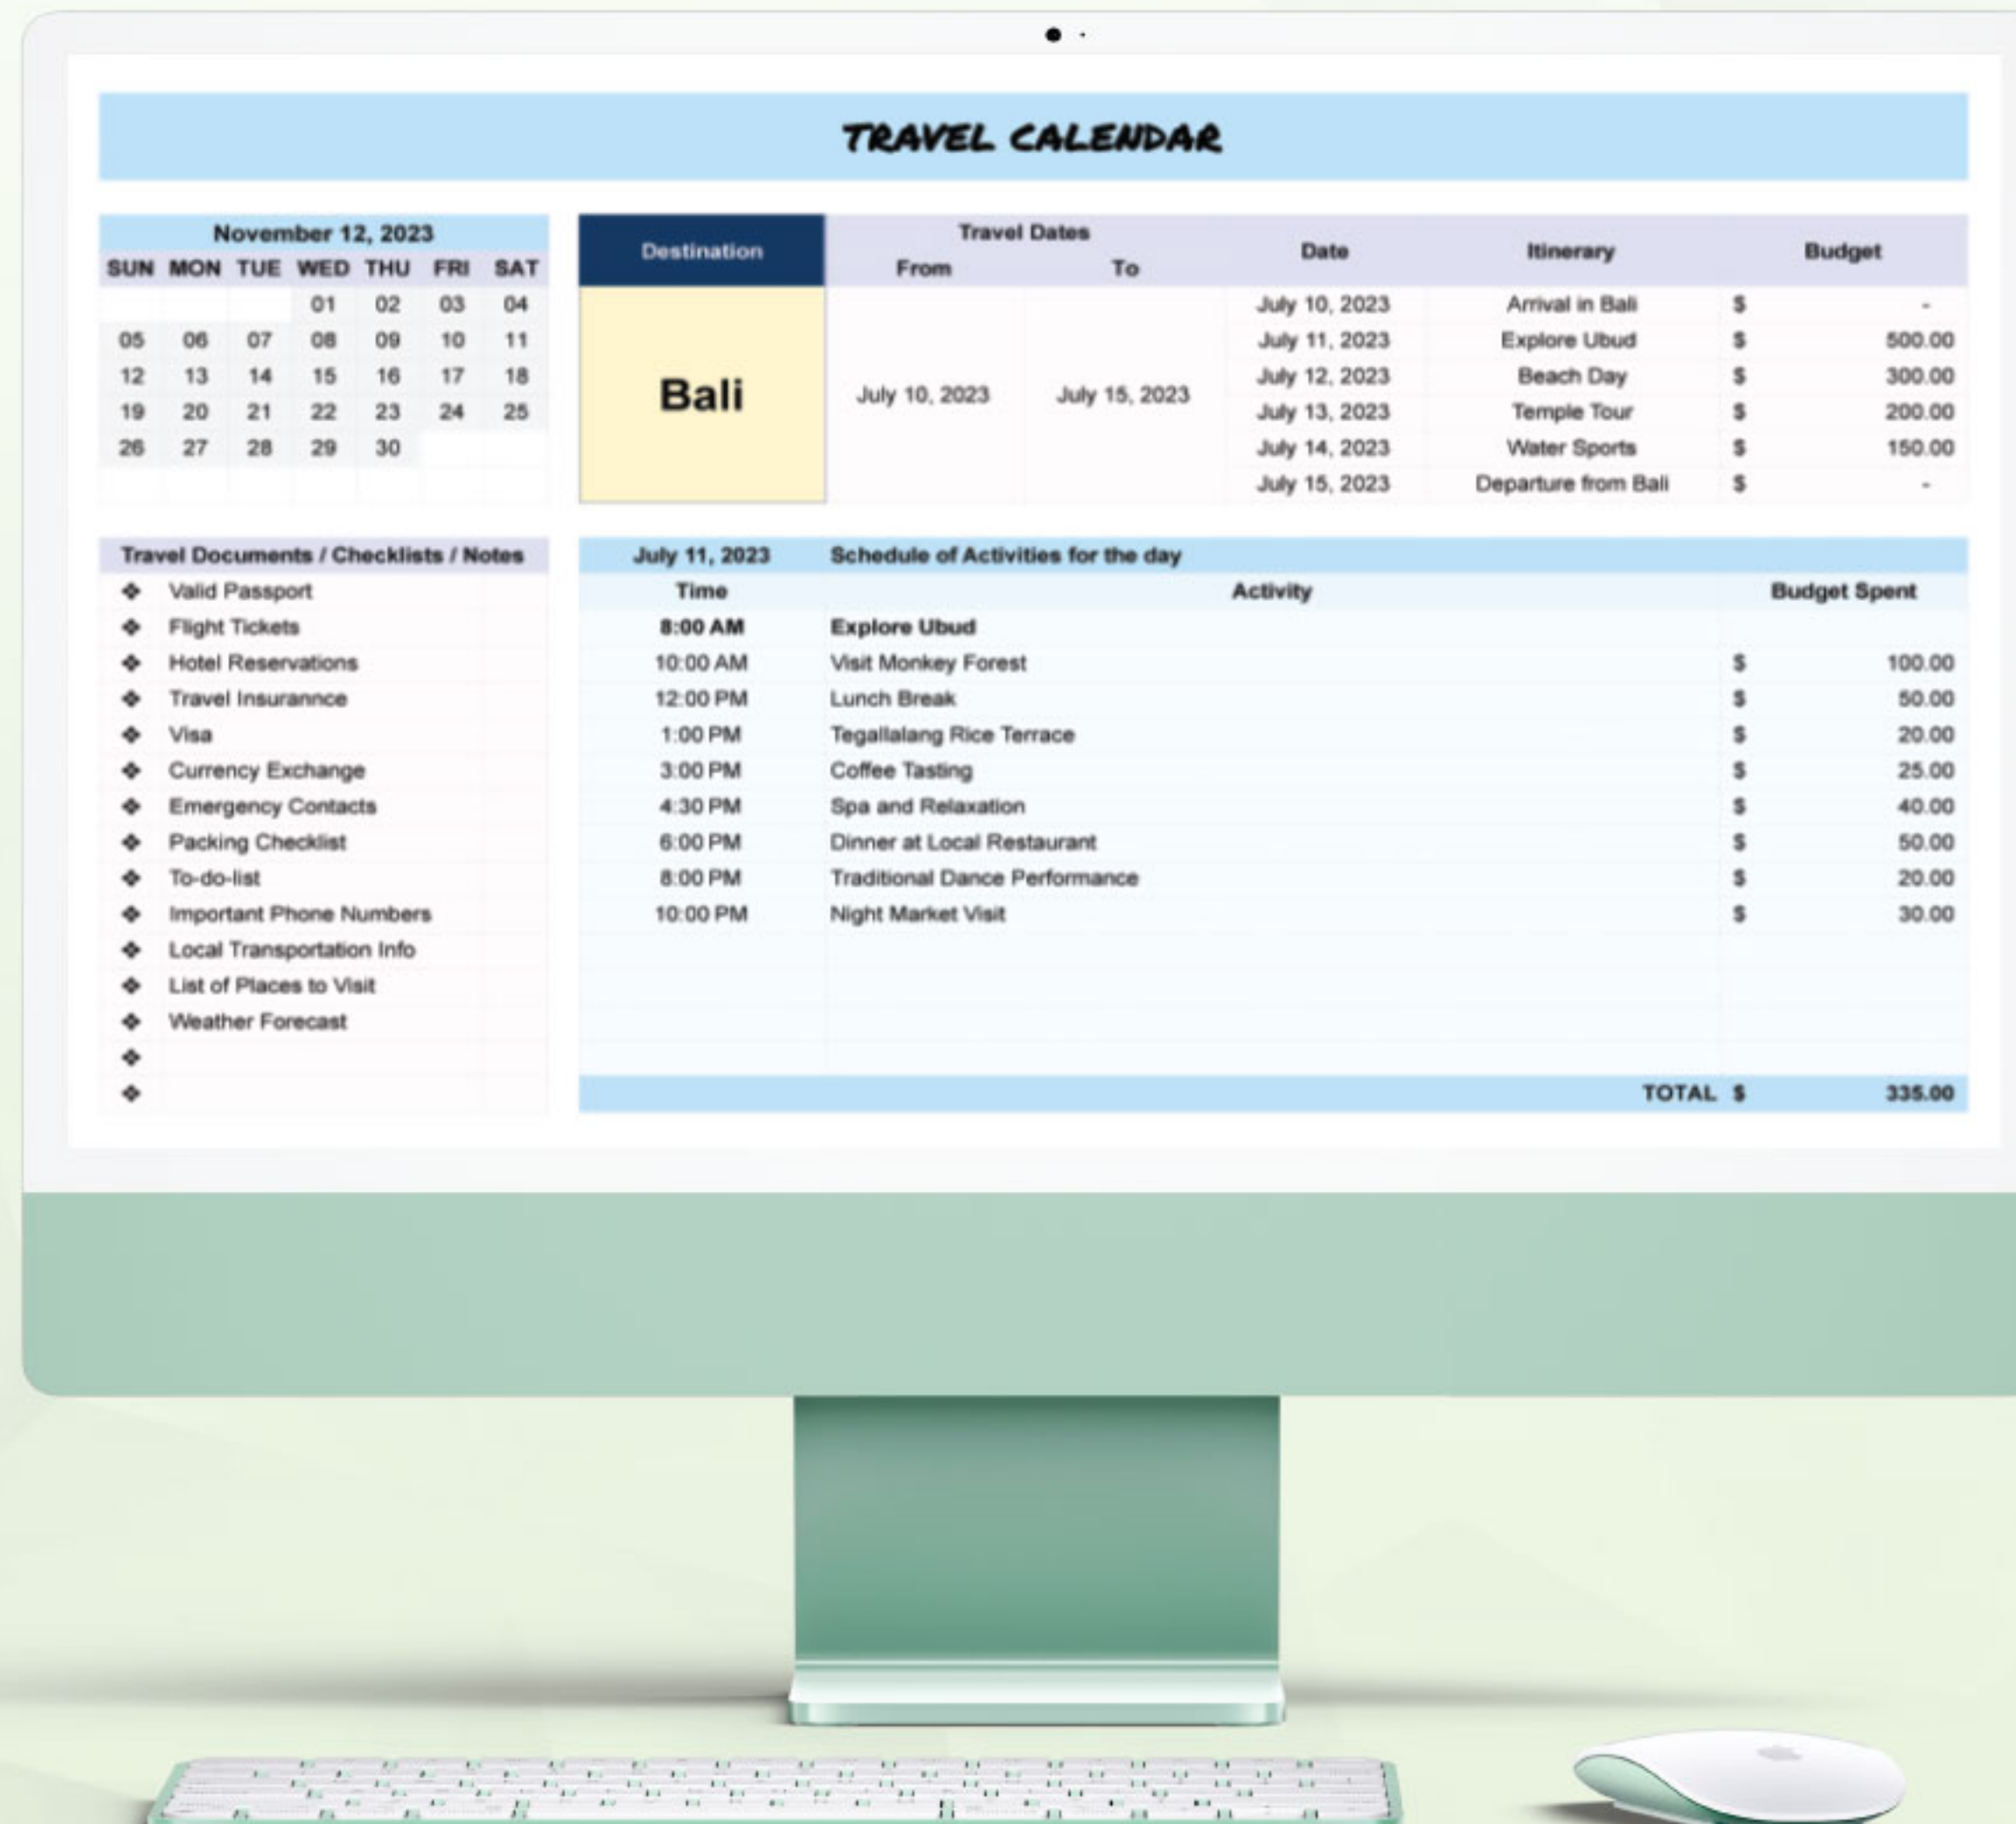 TRAVEL CALENDAR
November 12, 2023
SUN MON TUE WED THU FRI SAT
01 02 03 04
05 06 07 08 09 10 11
12 13 14 15 16 17 18
19 20 21 22 23 24 25
26 27 28 29 30
Destination Travel Dates Date Itinerary Budget
From To
Bali July 10, 2023 July 15, 2023
July 10, 2023 Arrival in Bali $ -
July 11, 2023 Explore Ubud $ 500.00
July 12, 2023 Beach Day $ 300.00
July 13, 2023 Temple Tour $ 200.00
July 14, 2023 Water Sports $ 150.00
July 15, 2023 Departure from Bali $ -
Travel Documents / Checklists / Notes
❖ Valid Passport
❖ Flight Tickets
❖ Hotel Reservations
❖ Travel Insurannce
❖ Visa
❖ Currency Exchange
❖ Emergency Contacts
❖ Packing Checklist
❖ To-do-list
❖ Important Phone Numbers
❖ Local Transportation Info
❖ List of Places to Visit
❖ Weather Forecast
❖
❖
July 11, 2023 Schedule of Activities for the day
Time Activity Budget Spent
8:00 AM Explore Ubud
10:00 AM Visit Monkey Forest $ 100.00
12:00 PM Lunch Break $ 50.00
1:00 PM Tegallalang Rice Terrace $ 20.00
3:00 PM Coffee Tasting $ 25.00
4:30 PM Spa and Relaxation $ 40.00
6:00 PM Dinner at Local Restaurant $ 50.00
8:00 PM Traditional Dance Performance $ 20.00
10:00 PM Night Market Visit $ 30.00
TOTAL $ 335.00